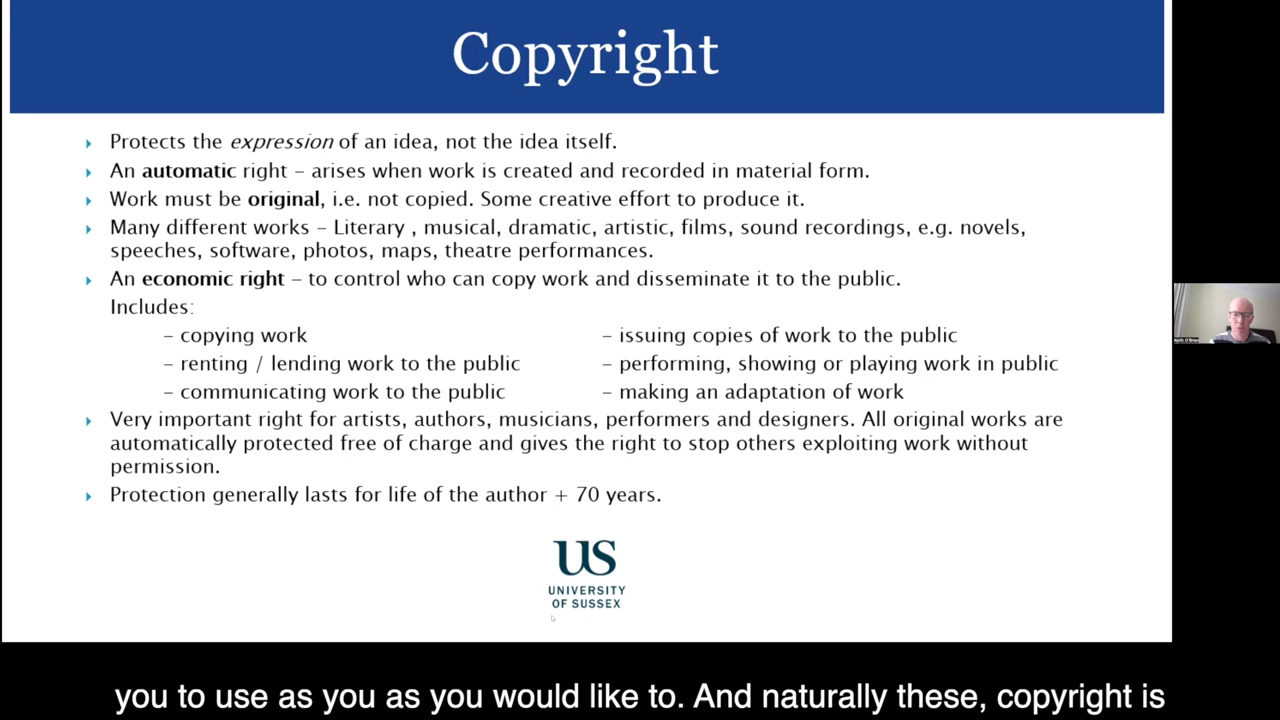 Copyright
Protects the expression of an idea, not the idea itself.
An automatic right – arises when work is created and recorded in material form.
Work must be original, i.e. not copied. Some creative effort to produce it.
Many different works – Literary , musical, dramatic, artistic, films, sound recordings, e.g. novels,
speeches, software, photos, maps, theatre performances.
An economic right – to control who can copy work and disseminate it to the public.
Includes:
– copying work
– issuing copies of work to the public
– renting / lending work to the public
– performing, showing or playing work in public
– communicating work to the public
– making an adaptation of work
Very important right for artists, authors, musicians, performers and designers. All original works are
automatically protected free of charge and gives the right to stop others exploiting work without
permission.
Protection generally lasts for life of the author + 70 years.
US
UNIVERSITY
OF SUSSEX
Keith O'Brien
you to use as you as you would like to. And naturally these, copyright is